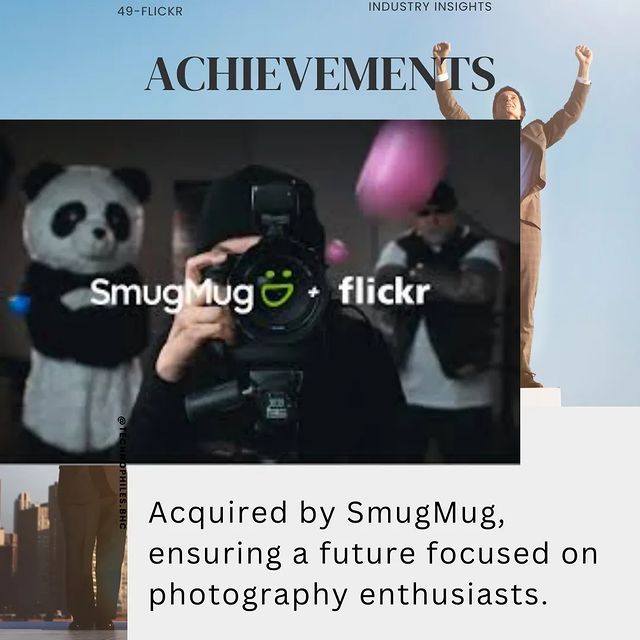 49-FLICKR
INDUSTRY INSIGHTS
ACHIEVEMENTS
SmugMug + flickr
@TECHNOPHILES.BHC
Acquired by SmugMug,
ensuring a future focused on
photography enthusiasts.